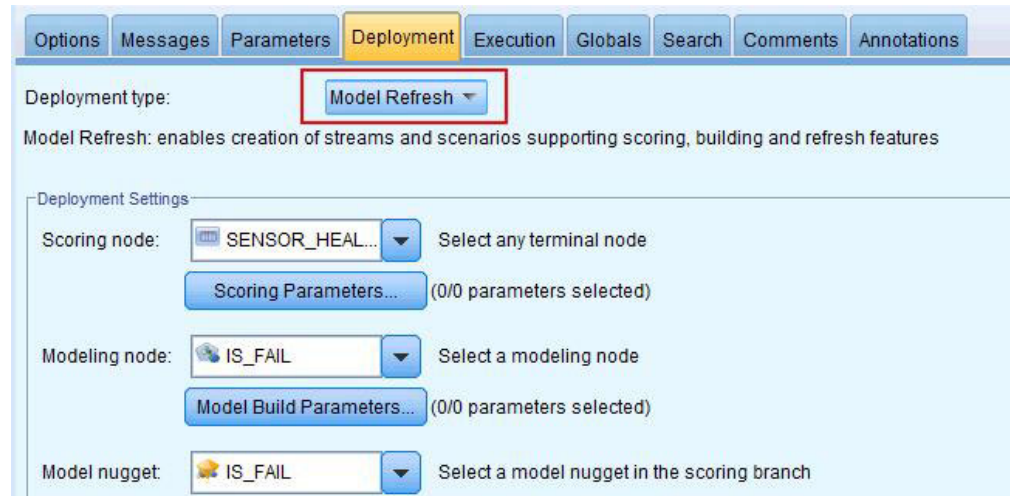 Options Messages Parameters Deployment Execution Globals Search Comments Annotations
Deployment type: Model Refresh
Model Refresh: enables creation of streams and scenarios supporting scoring, building and refresh features
Deployment Settings
Scoring node: SENSOR_HEAL... Select any terminal node
Scoring Parameters... (0/0 parameters selected)
Modeling node: IS_FAIL Select a modeling node
Model Build Parameters... (0/0 parameters selected)
Model nugget: IS_FAIL Select a model nugget in the scoring branch